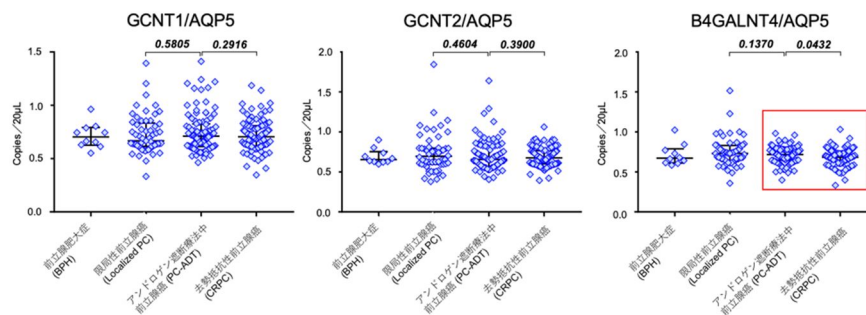 GCNT1/AQP5
0.5805
0.2916
Copies／20μL
1.5
1.0
0.5
0.0
前立腺肥大症
(BPH)
限局性前立腺癌
(Localized PC)
アンドロゲン遮断療法中
前立腺癌 (PC-ADT)
去勢抵抗性前立腺癌
(CRPC)
GCNT2/AQP5
0.4604
0.3900
Copies／20μL
2.0
1.5
1.0
0.5
0.0
前立腺肥大症
(BPH)
限局性前立腺癌
(Localized PC)
アンドロゲン遮断療法中
前立腺癌 (PC-ADT)
去勢抵抗性前立腺癌
(CRPC)
B4GALNT4/AQP5
0.1370
0.0432
Copies／20μL
2.0
1.5
1.0
0.5
0.0
前立腺肥大症
(BPH)
限局性前立腺癌
(Localized PC)
アンドロゲン遮断療法中
前立腺癌 (PC-ADT)
去勢抵抗性前立腺癌
(CRPC)